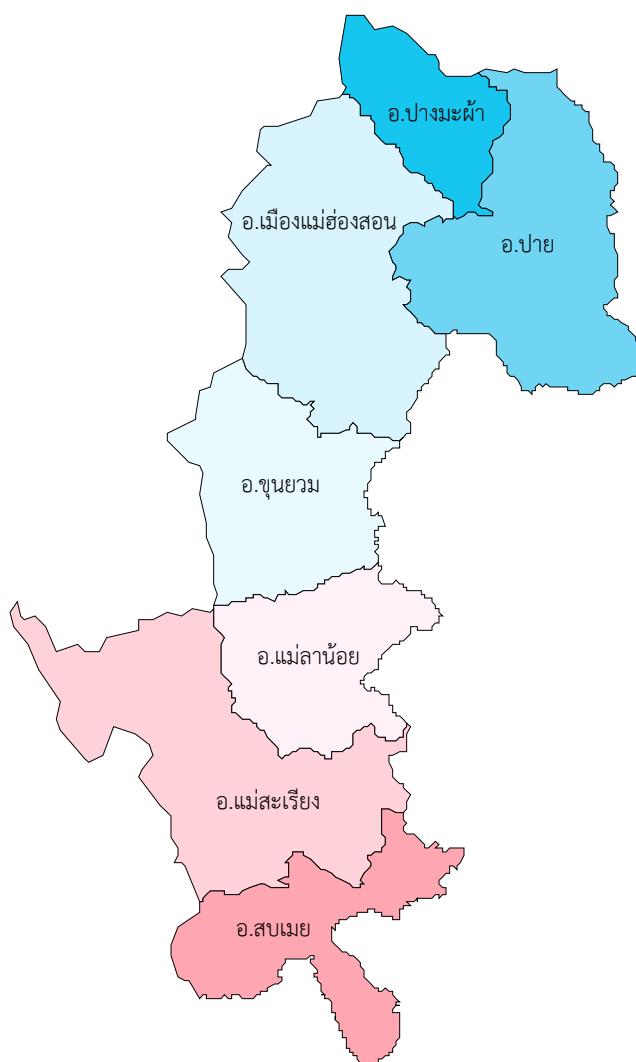 อ.ปางมะผ้า
อ.เมืองแม่ฮ่องสอน
อ.ปาย
อ.ขุนยวม
อ.แม่ลาน้อย
อ.แม่สะเรียง
อ.สบเมย